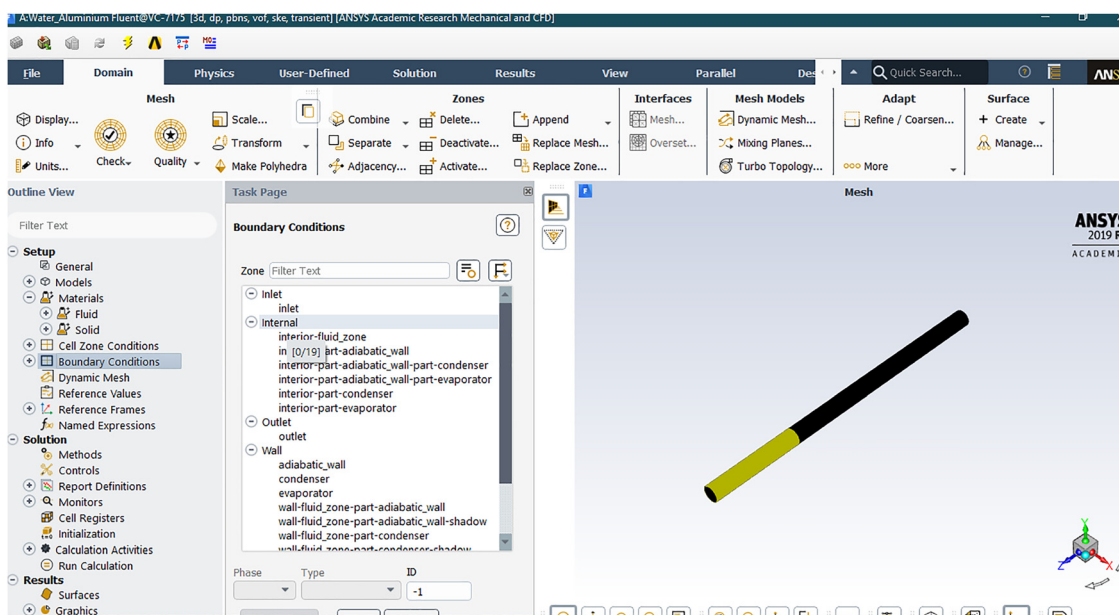 A:Water_Aluminium Fluent@VC-7175 [3d, dp, pbns, vof, ske, transient] [ANSYS Academic Research Mechanical and CFD]
File Domain Physics User-Defined Solution Results View Parallel Des Quick Search...
Mesh Zones Interfaces Mesh Models Adapt Surface
Display... Scale... Combine Delete... Append Mesh... Dynamic Mesh... Refine / Coarsen... + Create
Info Transform Separate Deactivate... Replace Mesh... Overset... Mixing Planes... Manage...
Units... Check Quality Make Polyhedra Adjacency... Activate... Replace Zone... Turbo Topology... More
Outline View
Filter Text
Setup
General
Models
Materials
Fluid
Solid
Cell Zone Conditions
Boundary Conditions
Dynamic Mesh
Reference Values
Reference Frames
Named Expressions
Solution
Methods
Controls
Report Definitions
Monitors
Cell Registers
Initialization
Calculation Activities
Run Calculation
Results
Surfaces
Graphics
Task Page
Boundary Conditions
Zone Filter Text
Inlet
inlet
Internal
interior-fluid_zone
in [0/19] art-adiabatic_wall
interior-part-adiabatic_wall-part-condenser
interior-part-adiabatic_wall-part-evaporator
interior-part-condenser
interior-part-evaporator
Outlet
outlet
Wall
adiabatic_wall
condenser
evaporator
wall-fluid_zone-part-adiabatic_wall
wall-fluid_zone-part-adiabatic_wall-shadow
wall-fluid_zone-part-condenser
wall-fluid_zone-part-condenser-shadow
Phase Type ID
-1
Mesh
ANSYS
2019 R
ACADEMI
Y
Z X